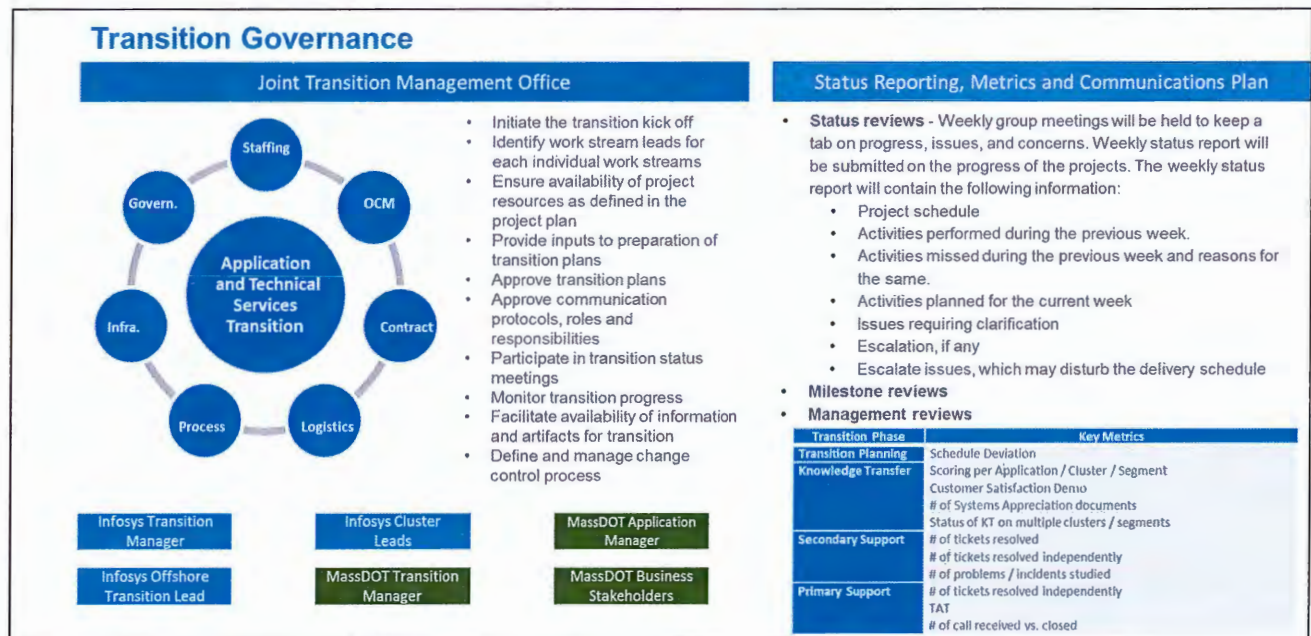 Transition Governance
Joint Transition Management Office
Staffing
OCM
Contract
Logistics
Process
Infra.
Govern.
Application
and Technical
Services
Transition
• Initiate the transition kick off
• Identify work stream leads for
each individual work streams
• Ensure availability of project
resources as defined in the
project plan
• Provide inputs to preparation of
transition plans
• Approve transition plans
• Approve communication
protocols, roles and
responsibilities
• Participate in transition status
meetings
• Monitor transition progress
• Facilitate availability of information
and artifacts for transition
• Define and manage change
control process
Infosys Transition
Manager
Infosys Cluster
Leads
MassDOT Application
Manager
Infosys Offshore
Transition Lead
MassDOT Transition
Manager
MassDOT Business
Stakeholders
Status Reporting, Metrics and Communications Plan
• Status reviews - Weekly group meetings will be held to keep a
tab on progress, issues, and concerns. Weekly status report will
be submitted on the progress of the projects. The weekly status
report will contain the following information:
• Project schedule
• Activities performed during the previous week.
• Activities missed during the previous week and reasons for
the same.
• Activities planned for the current week
• Issues requiring clarification
• Escalation, if any
• Escalate issues, which may disturb the delivery schedule
• Milestone reviews
• Management reviews
Transition Phase Key Metrics
Transition Planning Schedule Deviation
Knowledge Transfer Scoring per Application / Cluster / Segment
Customer Satisfaction Demo
# of Systems Appreciation documents
Status of KT on multiple clusters / segments
Secondary Support # of tickets resolved
# of tickets resolved independently
# of problems / incidents studied
Primary Support # of tickets resolved independently
TAT
# of call received vs. closed